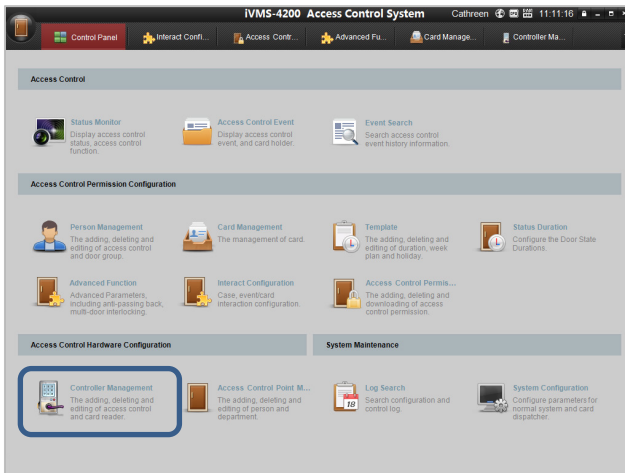 iVMS-4200 Access Control System Cathreen 11:11:16
Control Panel Interact Confi... Access Contr... Advanced Fu... Card Manage... Controller Ma...
Access Control
Status Monitor
Display access control
status, access control
function.
Access Control Event
Display access control
event, and card holder.
Event Search
Search access control
event history information.
Access Control Permission Configuration
Person Management
The adding, deleting and
editing of access control
and door group.
Card Management
The management of card.
Template
The adding, deleting and
editing of duration, week
plan and holiday.
Status Duration
Configure the Door State
Durations.
Advanced Function
Advanced Parameters,
including anti-passing back,
multi-door interlocking.
Interact Configuration
Case, event/card
interaction configuration.
Access Control Permis...
The adding, deleting and
downloading of access
control permission.
Access Control Hardware Configuration
System Maintenance
Controller Management
The adding, deleting and
editing of access control
and card reader.
Access Control Point M...
The adding, deleting and
editing of person and
department.
18
Log Search
Search configuration and
control log.
System Configuration
Configure parameters for
normal system and card
dispatcher.